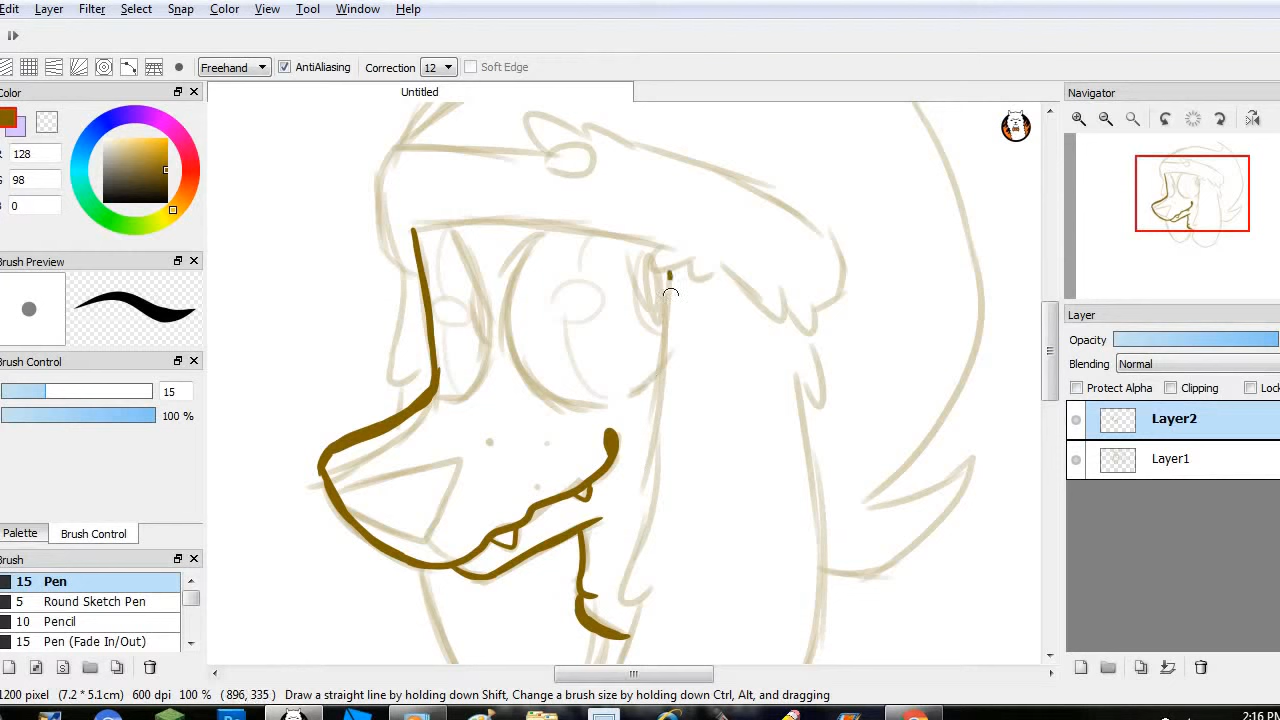 Edit Layer Filter Select Snap Color View Tool Window Help
Freehand AntiAliasing Correction 12 Soft Edge
Color
Untitled
Navigator
R 128
G 98
B 0
Brush Preview
Layer
Opacity
Blending Normal
Protect Alpha Clipping Lock
Brush Control
15
100 %
Layer2
Layer1
Palette Brush Control
Brush
15 Pen
5 Round Sketch Pen
10 Pencil
15 Pen (Fade In/Out)
1200 pixel (7.2 * 5.1cm) 600 dpi 100 % ( 896, 335 ) Draw a straight line by holding down Shift, Change a brush size by holding down Ctrl, Alt, and dragging
2:16 PM